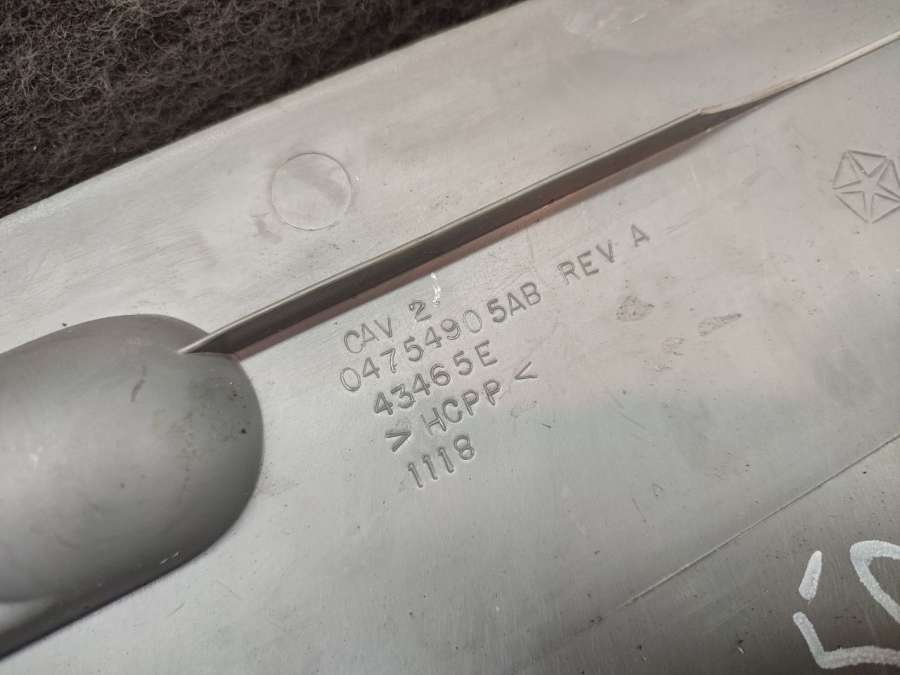 CAV 2
04754905AB REV A
43465E
> HCPP <
1118